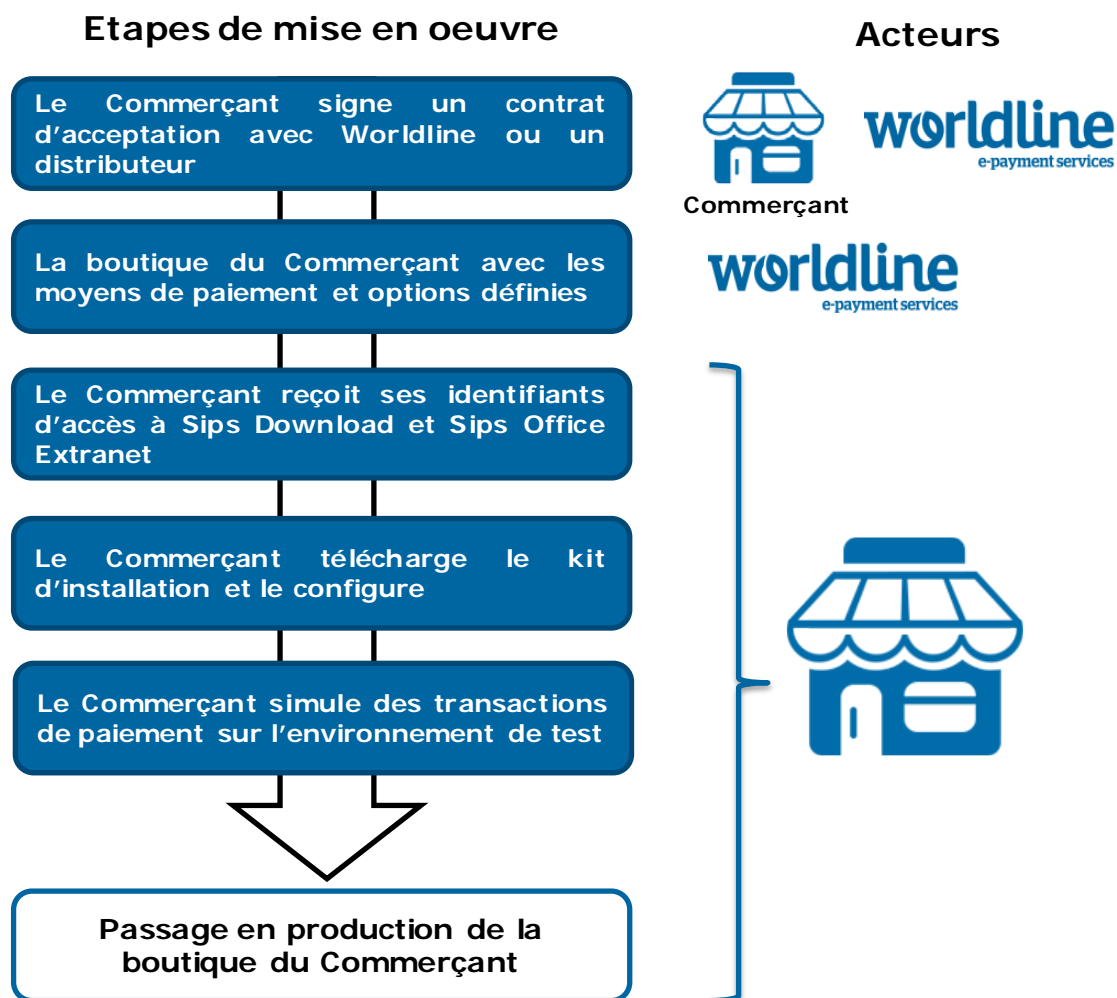 Etapes de mise en oeuvre
Acteurs
Le Commerçant signe un contrat
d'acceptation avec Worldline ou un
distributeur
worldline
e-payment services
Commerçant
La boutique du Commerçant avec les
moyens de paiement et options définies
worldline
e-payment services
Le Commerçant reçoit ses identifiants
d'accès à Sips Download et Sips Office
Extranet
Le Commerçant télécharge le kit
d'installation et le configure
Le Commerçant simule des transactions
de paiement sur l'environnement de test
Passage en production de la
boutique du Commerçant